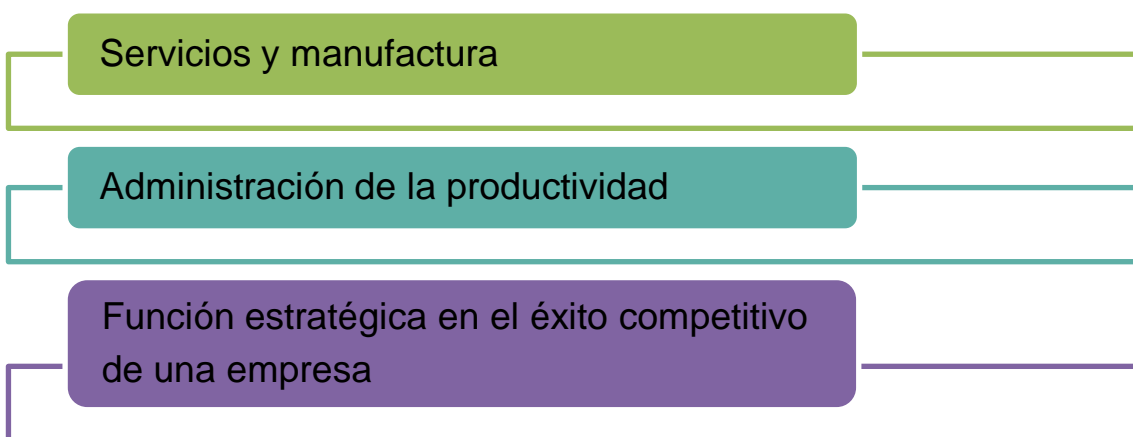 Servicios y manufactura
Administración de la productividad
Función estratégica en el éxito competitivo
de una empresa